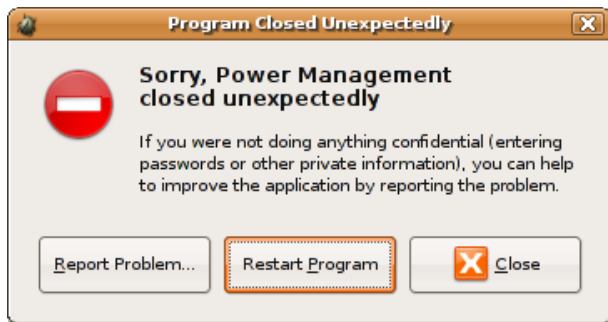 Program Closed Unexpectedly
Sorry, Power Management
closed unexpectedly
If you were not doing anything confidential (entering
passwords or other private information), you can help
to improve the application by reporting the problem.
Report Problem...
Restart Program
Close